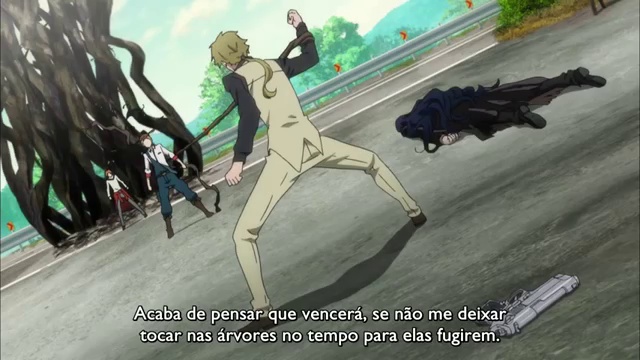 Acaba de pensar que vencerá, se não me deixar
tocar nas árvores no tempo para elas fugirem.